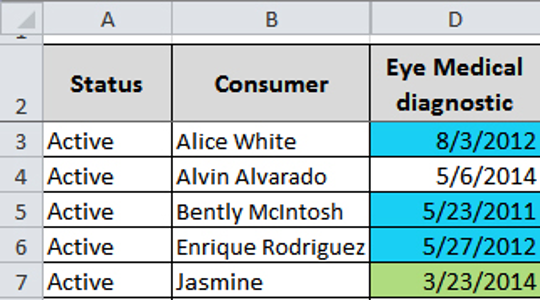 A B D
2 Status Consumer Eye Medical
diagnostic
3 Active Alice White 8/3/2012
4 Active Alvin Alvarado 5/6/2014
5 Active Bently McIntosh 5/23/2011
6 Active Enrique Rodriguez 5/27/2012
7 Active Jasmine 3/23/2014